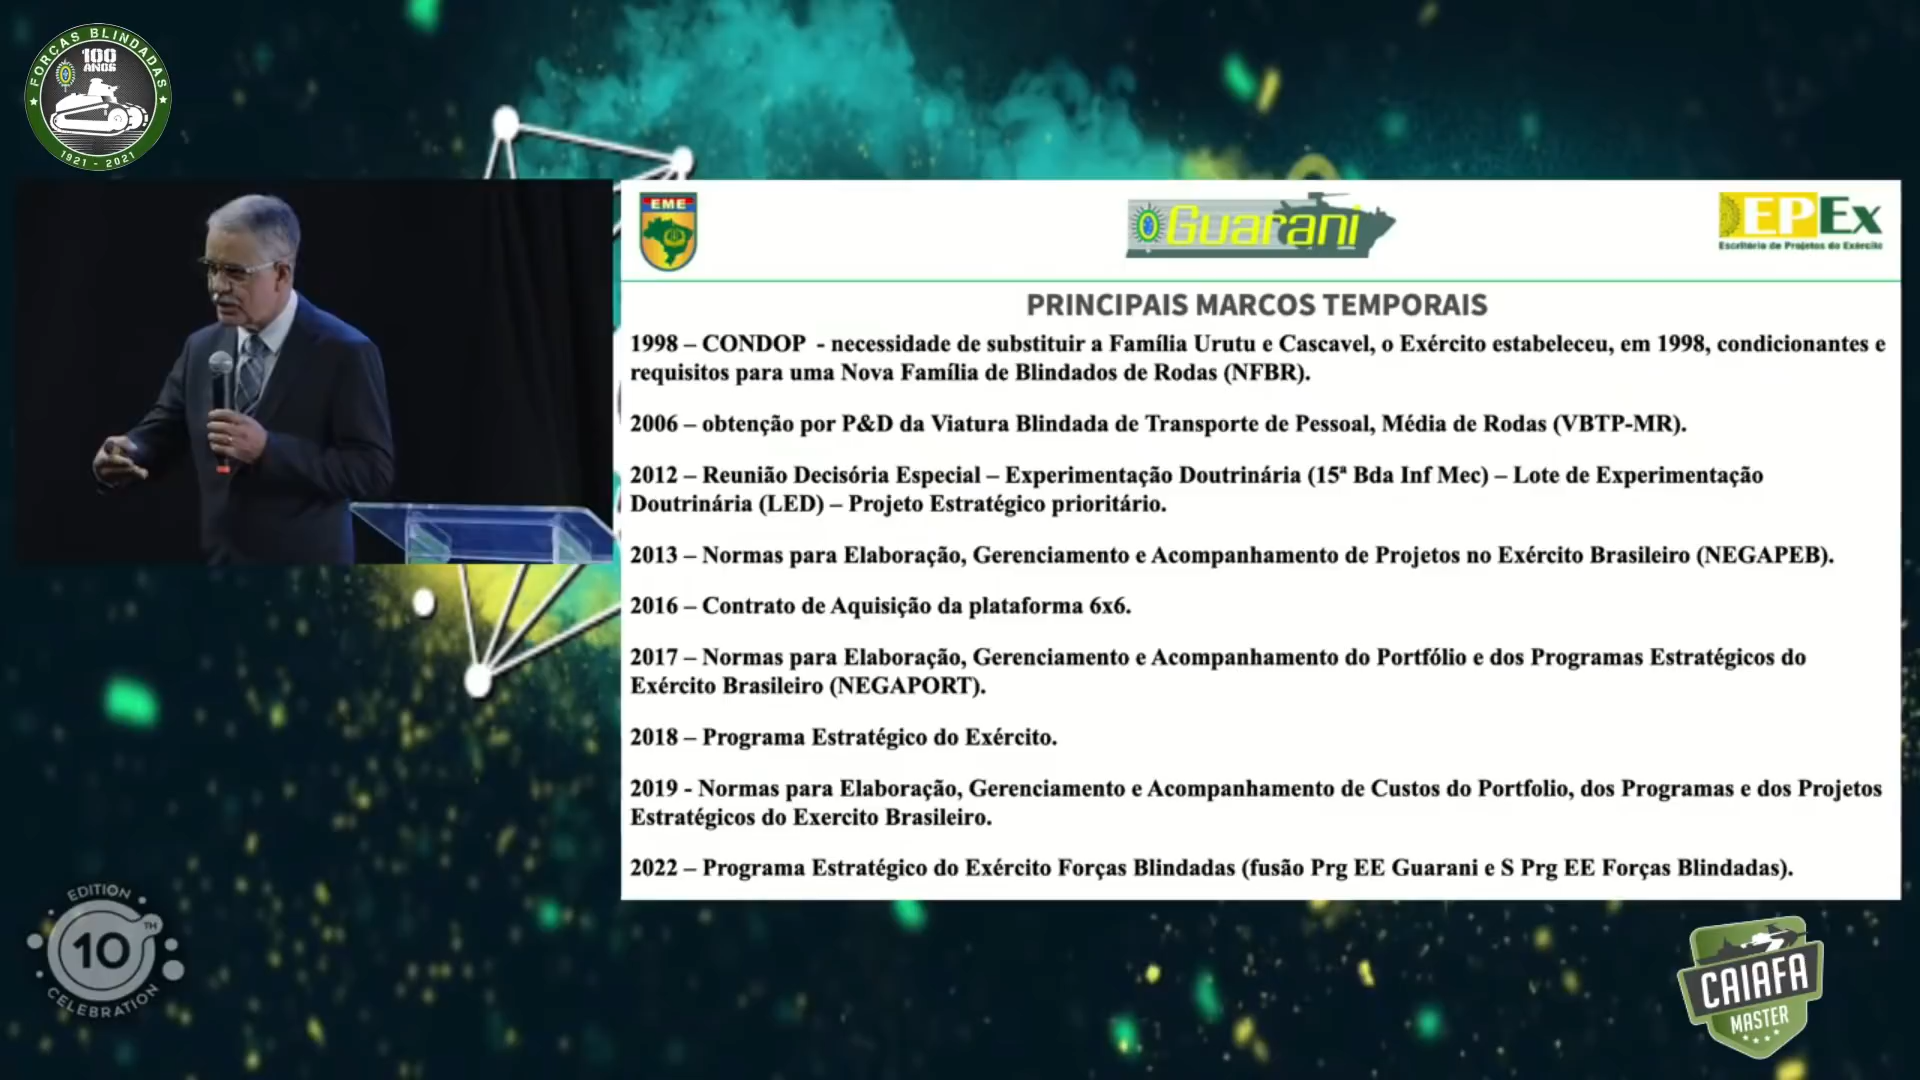 FORÇAS BLINDADAS
100
ANOS
1921 - 2021
EME
Guarani
EPEx
Escritório de Projetos do Exército
PRINCIPAIS MARCOS TEMPORAIS
1998 – CONDOP - necessidade de substituir a Família Urutu e Cascavel, o Exército estabeleceu, em 1998, condicionantes e
requisitos para uma Nova Família de Blindados de Rodas (NFBR).
2006 – obtenção por P&D da Viatura Blindada de Transporte de Pessoal, Média de Rodas (VBTP-MR).
2012 – Reunião Decisória Especial – Experimentação Doutrinária (15ª Bda Inf Mec) – Lote de Experimentação
Doutrinária (LED) – Projeto Estratégico prioritário.
2013 – Normas para Elaboração, Gerenciamento e Acompanhamento de Projetos no Exército Brasileiro (NEGAPEB).
2016 – Contrato de Aquisição da plataforma 6x6.
2017 – Normas para Elaboração, Gerenciamento e Acompanhamento do Portfólio e dos Programas Estratégicos do
Exército Brasileiro (NEGAPORT).
2018 – Programa Estratégico do Exército.
2019 - Normas para Elaboração, Gerenciamento e Acompanhamento de Custos do Portfolio, dos Programas e dos Projetos
Estratégicos do Exercito Brasileiro.
2022 – Programa Estratégico do Exército Forças Blindadas (fusão Prg EE Guarani e S Prg EE Forças Blindadas).
EDITION
10TH
CELEBRATION
CAIAFA
MASTER